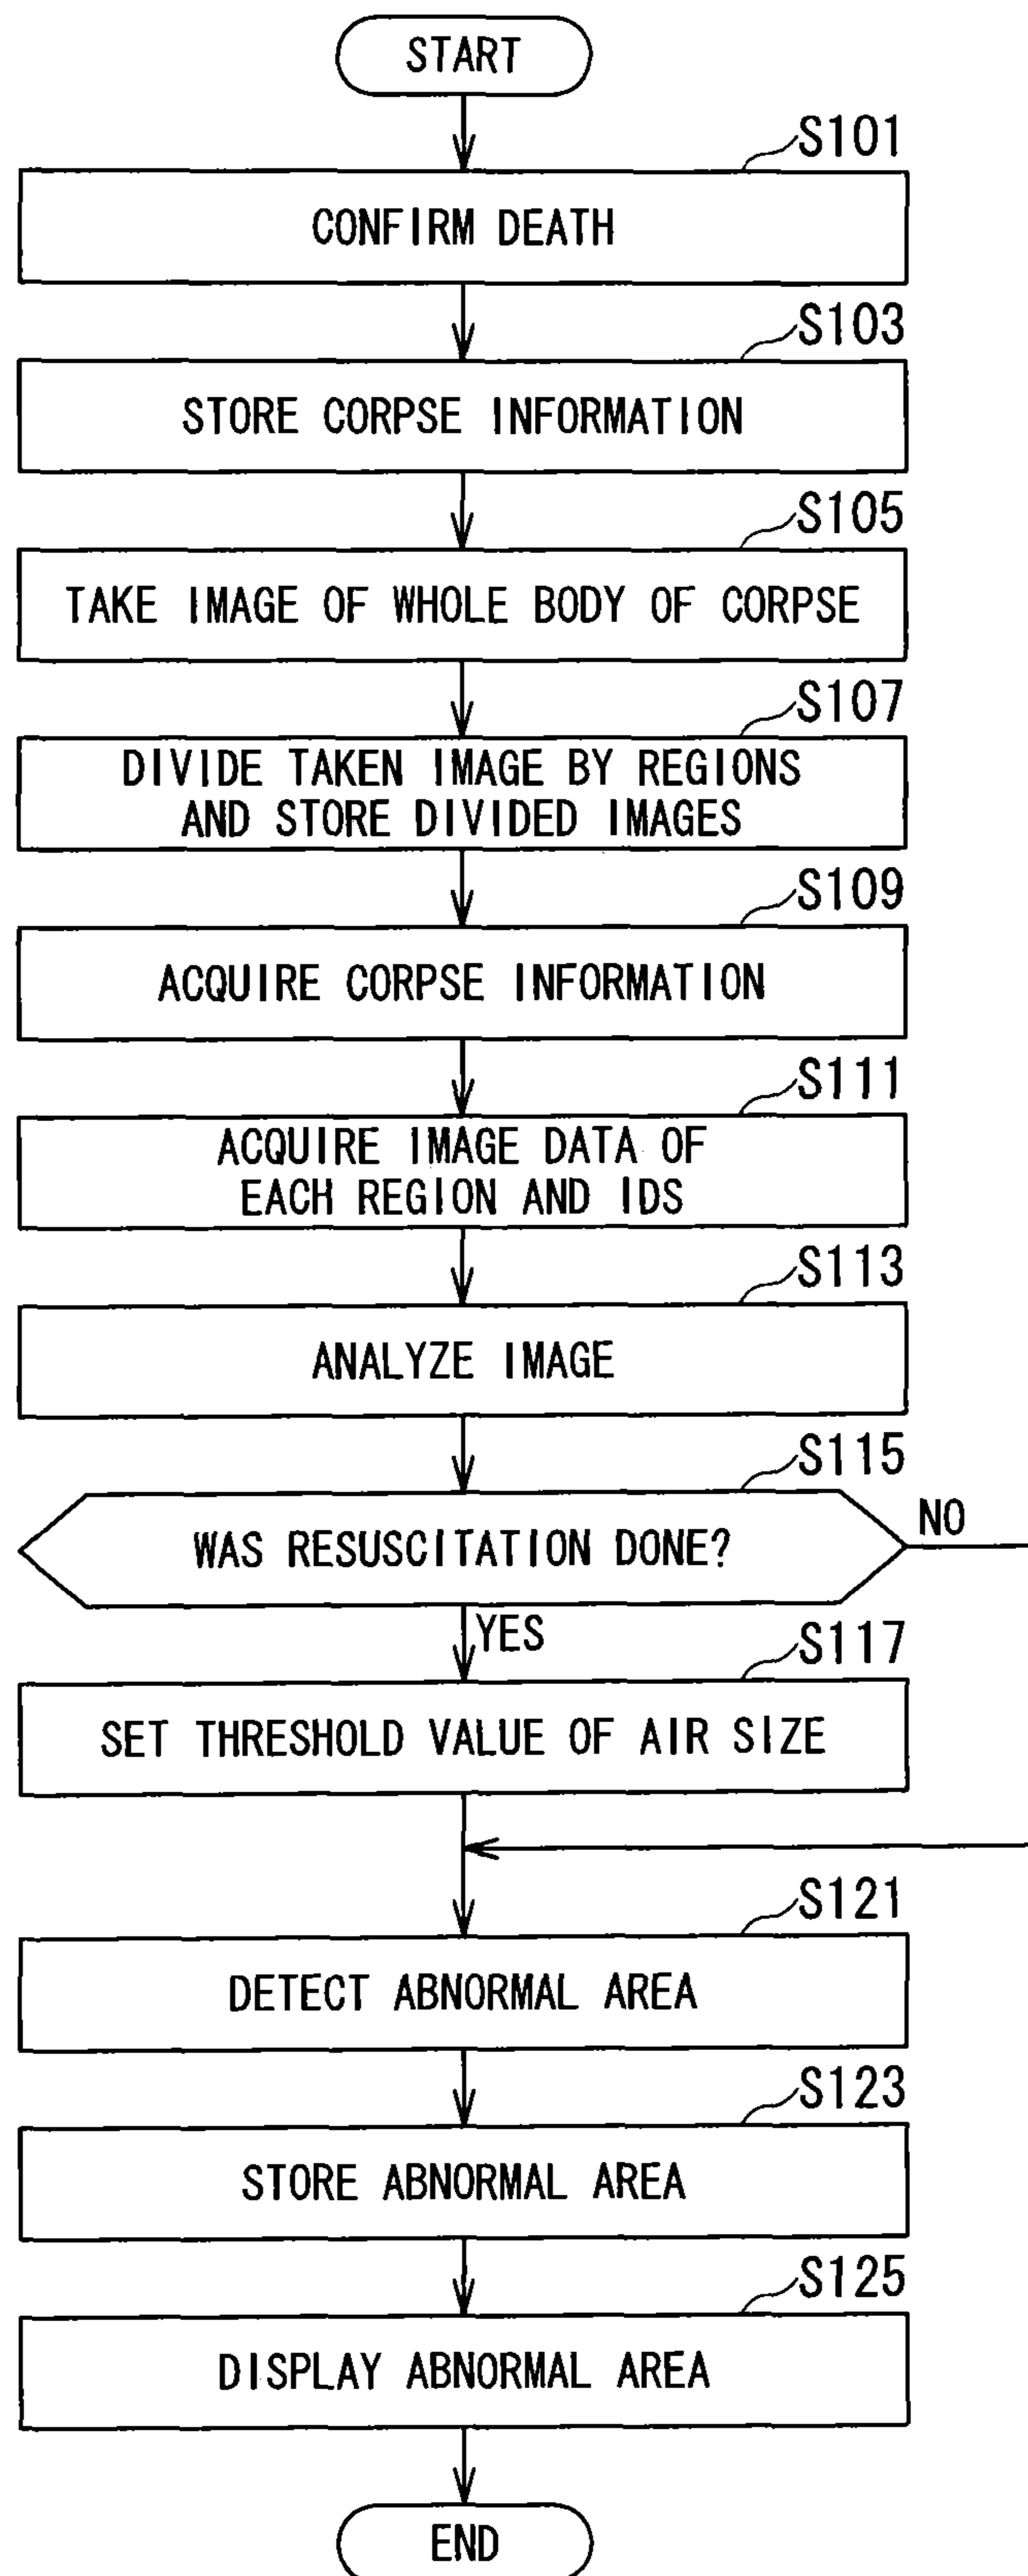 START
S101
CONFIRM DEATH
S103
STORE CORPSE INFORMATION
S105
TAKE IMAGE OF WHOLE BODY OF CORPSE
S107
DIVIDE TAKEN IMAGE BY REGIONS
AND STORE DIVIDED IMAGES
S109
ACQUIRE CORPSE INFORMATION
S111
ACQUIRE IMAGE DATA OF
EACH REGION AND IDS
S113
ANALYZE IMAGE
S115
WAS RESUSCITATION DONE?
NO
YES
S117
SET THRESHOLD VALUE OF AIR SIZE
S121
DETECT ABNORMAL AREA
S123
STORE ABNORMAL AREA
S125
DISPLAY ABNORMAL AREA
END